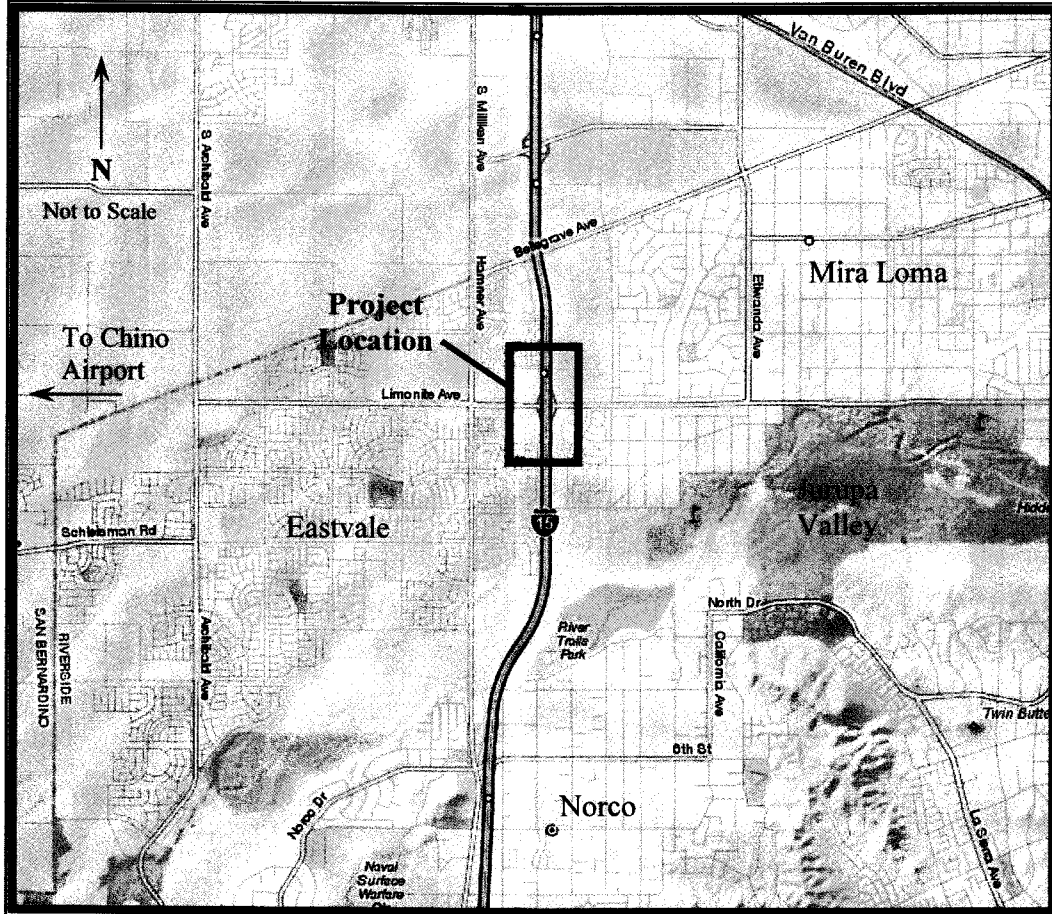 Van Buren Blvd
S Milliken Ave
S Archibald Ave
N
Not to Scale
Bellegrave Ave
Mira Loma
Hamner Ave
Etiwanda Ave
Project
Location
To Chino
Airport
Limonite Ave
Jurupa
Valley
Eastvale
15
Schleisman Rd
North Dr
River
Trails
Park
California Ave
RIVERSIDE
SAN BERNARDINO
Archibald Ave
Twin Butte
6th St
Norco Dr
Norco
La Sierra Ave
Naval
Surface
Warfare